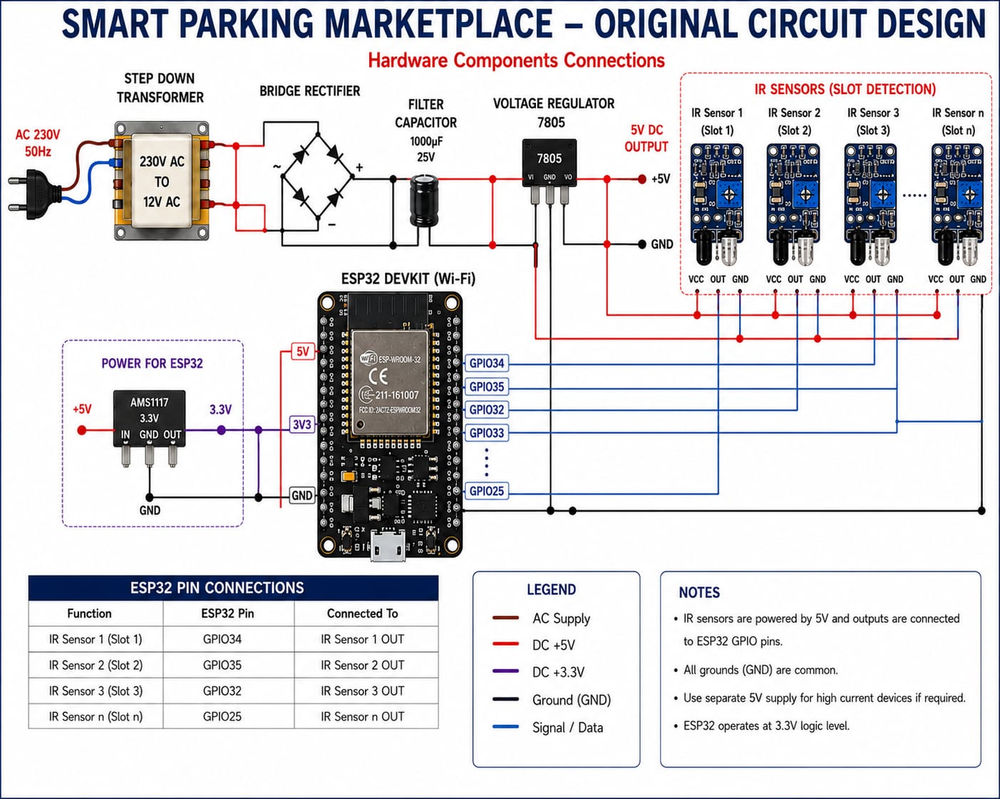 SMART PARKING MARKETPLACE – ORIGINAL CIRCUIT DESIGN
Hardware Components Connections
STEP DOWN
TRANSFORMER
AC 230V
50Hz
230V AC
TO
12V AC
BRIDGE RECTIFIER
~
+
−
FILTER
CAPACITOR
1000µF
25V
VOLTAGE REGULATOR
7805
7805
VI GND VO
5V DC
OUTPUT
+5V
GND
IR SENSORS (SLOT DETECTION)
IR Sensor 1
(Slot 1)
IR Sensor 2
(Slot 2)
IR Sensor 3
(Slot 3)
IR Sensor n
(Slot n)
VCC OUT GND
VCC OUT GND
VCC OUT GND
VCC OUT GND
ESP32 DEVKIT (Wi-Fi)
WiFi ESP-WROOM-32
CE
211-161007
FCC ID: 2AC7Z-ESPWROOM32
5V
3V3
GND
GPIO34
GPIO35
GPIO32
GPIO33
GPIO25
POWER FOR ESP32
+5V
AMS1117
3.3V
IN GND OUT
3.3V
GND
ESP32 PIN CONNECTIONS
Function ESP32 Pin Connected To
IR Sensor 1 (Slot 1) GPIO34 IR Sensor 1 OUT
IR Sensor 2 (Slot 2) GPIO35 IR Sensor 2 OUT
IR Sensor 3 (Slot 3) GPIO32 IR Sensor 3 OUT
IR Sensor n (Slot n) GPIO25 IR Sensor n OUT
LEGEND
AC Supply
DC +5V
DC +3.3V
Ground (GND)
Signal / Data
NOTES
• IR sensors are powered by 5V and outputs are connected
to ESP32 GPIO pins.
• All grounds (GND) are common.
• Use separate 5V supply for high current devices if required.
• ESP32 operates at 3.3V logic level.